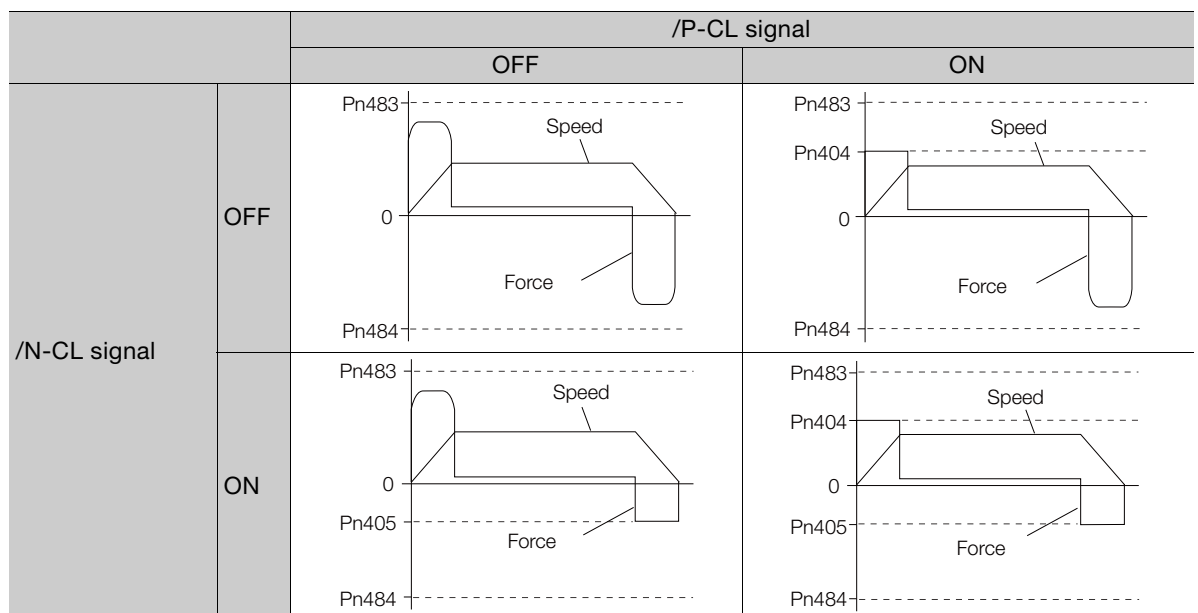 /P-CL signal
OFF
ON
/N-CL signal
OFF
Pn483
Speed
0
Force
Pn484
Pn483
Speed
Pn404
0
Force
Pn484
ON
Pn483
Speed
0
Pn405
Force
Pn484
Pn483
Speed
Pn404
0
Pn405
Force
Pn484